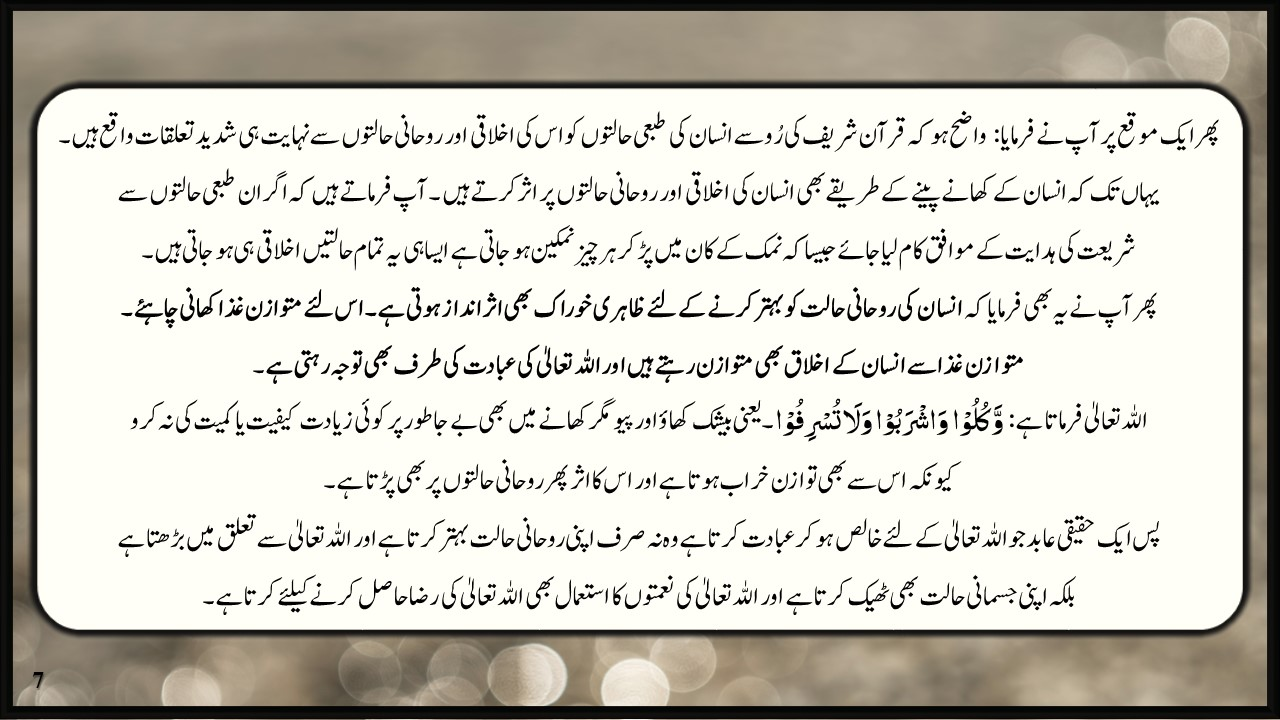 پھر ایک موقع پر آپ نے فرمایا: واضح ہو کہ قرآن شریف کی رُو سے انسان کی طبعی حالتوں کو اس کی اخلاقی اور روحانی حالتوں سے نہایت ہی شدید تعلقات واقع ہیں۔
یہاں تک کہ انسان کے کھانے پینے کے طریقے بھی انسان کی اخلاقی اور روحانی حالتوں پر اثر کرتے ہیں۔ آپ فرماتے ہیں کہ اگر ان طبعی حالتوں سے
شریعت کی ہدایت کے موافق کام لیا جائے جیسا کہ نمک کے کان میں پڑ کر ہر چیز نمکین ہو جاتی ہے ایسا ہی یہ تمام حالتیں اخلاقی ہی ہو جاتی ہیں۔
پھر آپ نے یہ بھی فرمایا کہ انسان کی روحانی حالت کو بہتر کرنے کے لئے ظاہری خوراک بھی اثر انداز ہوتی ہے۔ اس لئے متوازن غذا کھانی چاہئے۔
متوازن غذا سے انسان کے اخلاق بھی متوازن رہتے ہیں اور اللہ تعالیٰ کی عبادت کی طرف بھی توجہ رہتی ہے۔
اللہ تعالیٰ فرماتا ہے: وَّكُلُوْا وَاشْرَبُوْا وَلَا تُسْرِفُوْا۔ یعنی بیشک کھاؤ اور پیو مگر کھانے میں بھی بے جا طور پر کوئی زیادت کیفیت یا کمیت کی نہ کرو
کیونکہ اس سے بھی توازن خراب ہوتا ہے اور اس کا اثر پھر روحانی حالتوں پر بھی پڑتا ہے۔
پس ایک حقیقی عابد جو اللہ تعالیٰ کے لئے خالص ہو کر عبادت کرتا ہے وہ نہ صرف اپنی روحانی حالت بہتر کرتا ہے اور اللہ تعالیٰ سے تعلق میں بڑھتا ہے
بلکہ اپنی جسمانی حالت بھی ٹھیک کرتا ہے اور اللہ تعالیٰ کی نعمتوں کا استعمال بھی اللہ تعالیٰ کی رضا حاصل کرنے کیلئے کرتا ہے۔
7